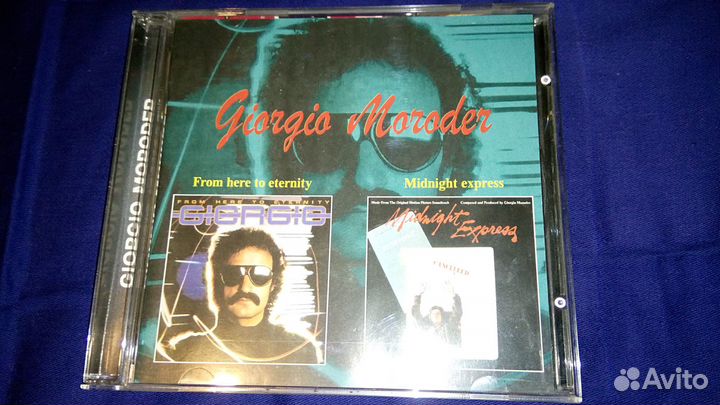 GIORGIO MORODER
Giorgio Moroder
From here to eternity
Midnight express
FROM HERE TO ETERNITY
GIORGIO
Music From The Original Motion Picture Soundtrack
Composed and Produced by Giorgio Moroder
Midnight
Express
CANCELLED
Avito